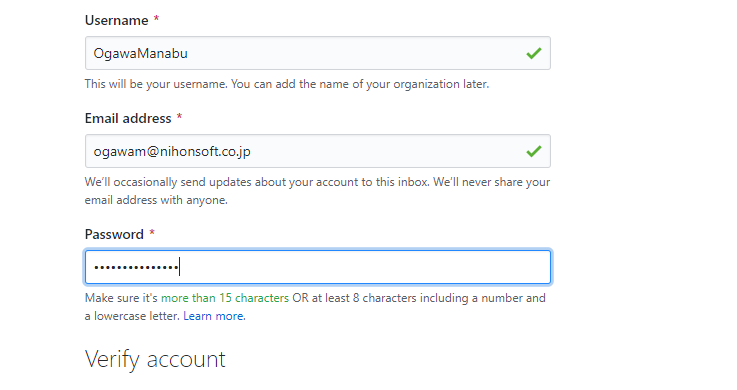 Username *
OgawaManabu
This will be your username. You can add the name of your organization later.
Email address *
ogawam@nihonsoft.co.jp
We'll occasionally send updates about your account to this inbox. We'll never share your
email address with anyone.
Password *
•••••••••••••••
Make sure it's more than 15 characters OR at least 8 characters including a number and
a lowercase letter. Learn more.
Verify account